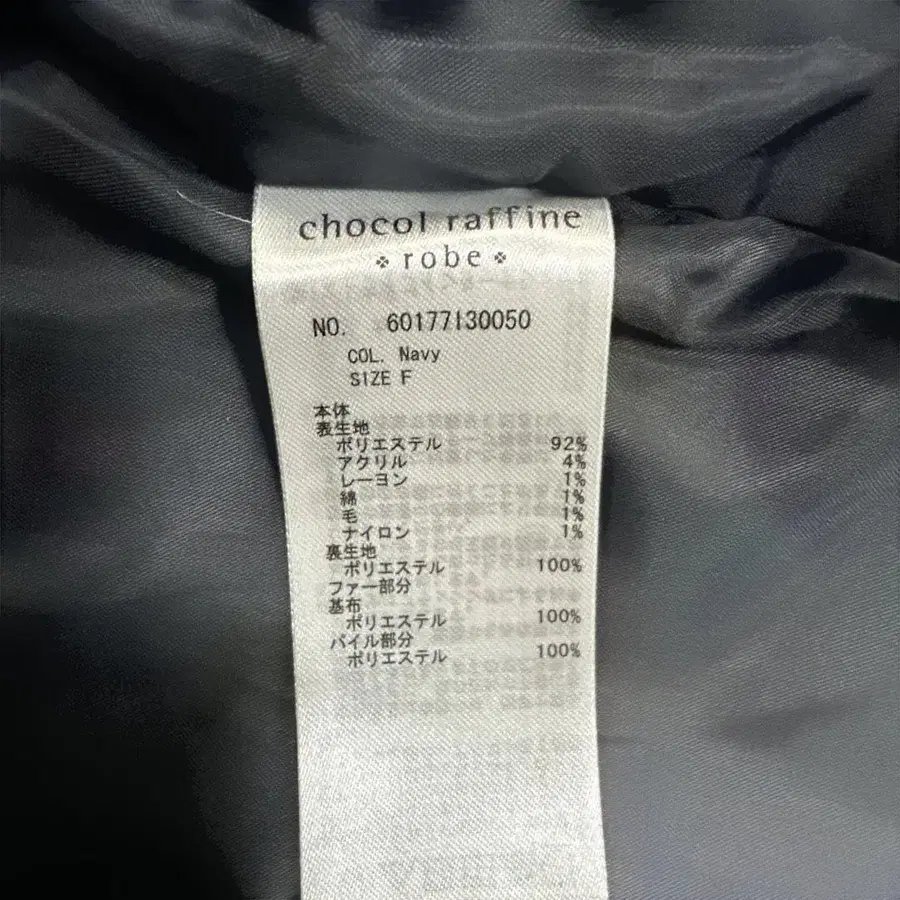 chocol raffine
robe
NO. 60177130050
COL. Navy
SIZE F
本体
表生地
ポリエステル 92%
アクリル 4%
レーヨン 1%
綿 1%
毛 1%
ナイロン 1%
裏生地
ポリエステル 100%
ファー部分
基布
ポリエステル 100%
パイル部分
ポリエステル 100%